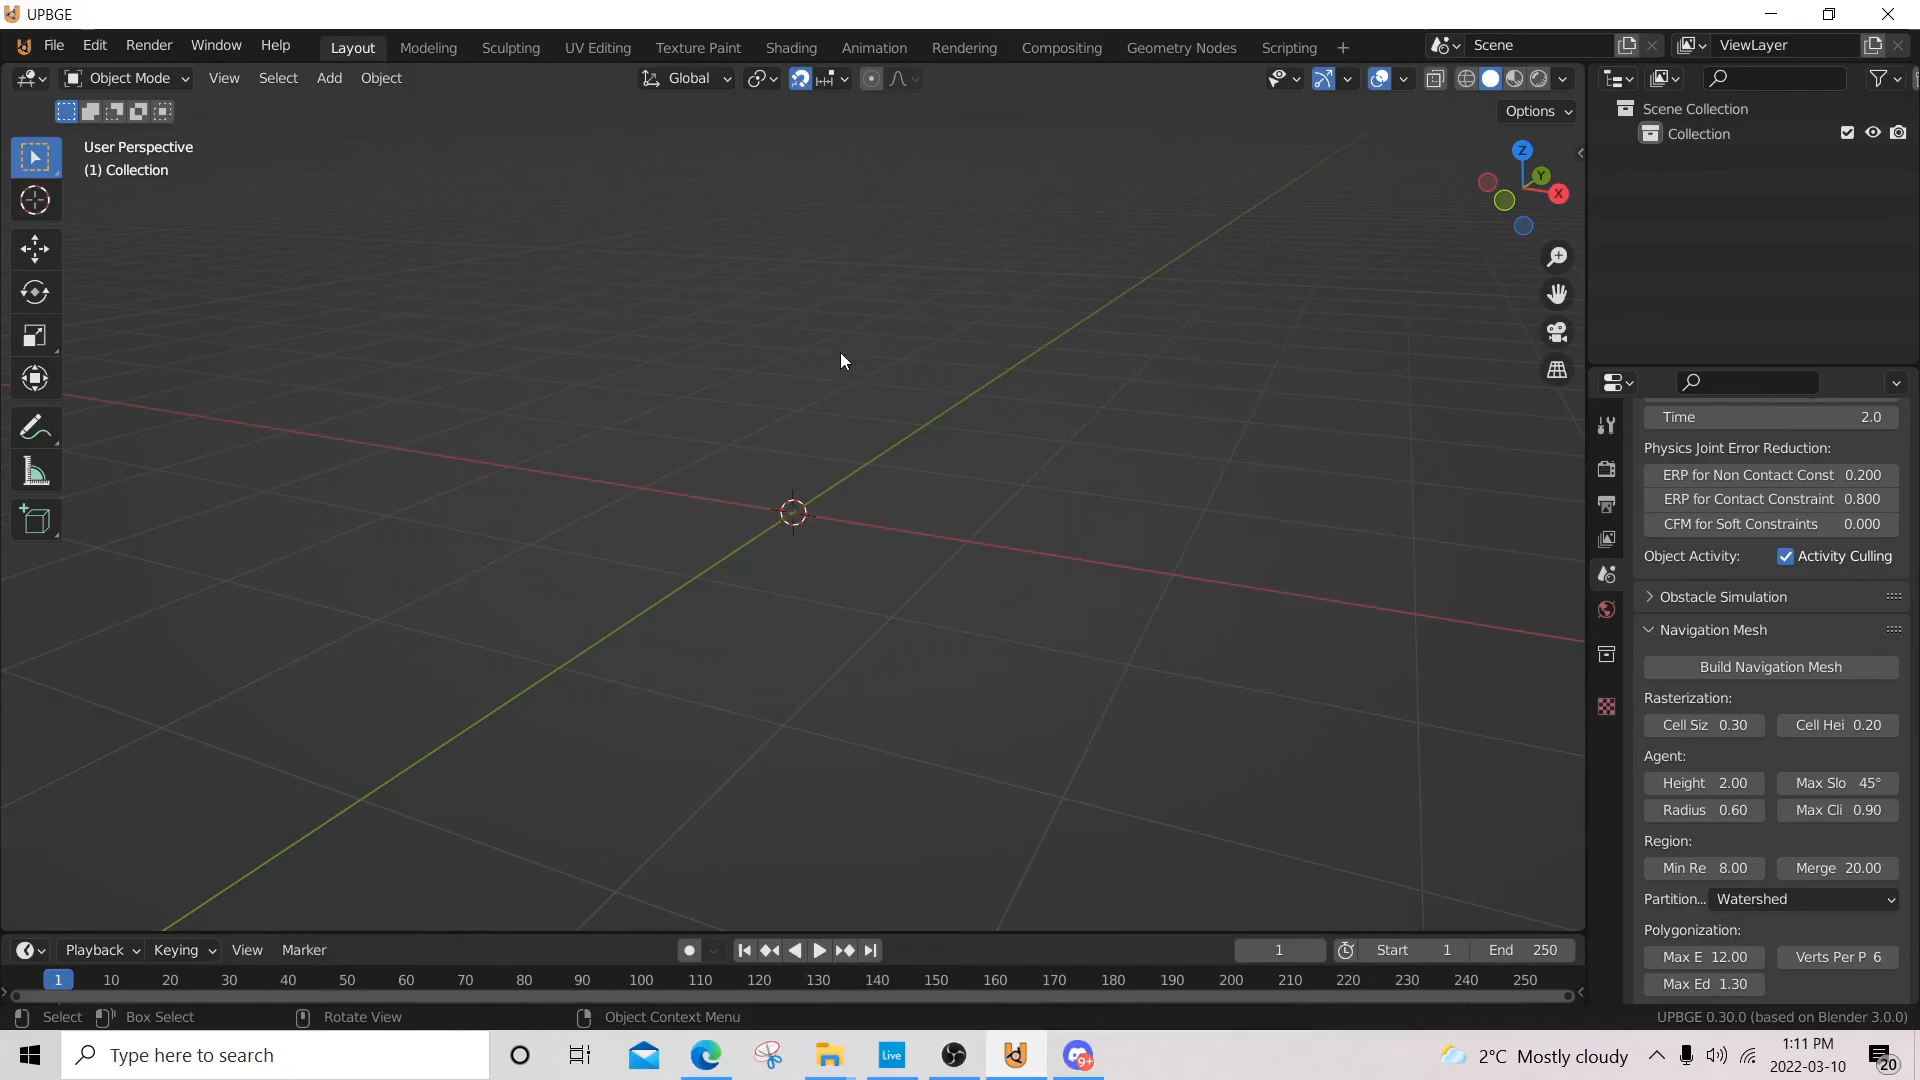 UPBGE
File Edit Render Window Help
Layout Modeling Sculpting UV Editing Texture Paint Shading Animation Rendering Compositing Geometry Nodes Scripting +
Scene
ViewLayer
Object Mode View Select Add Object
Global
Options
User Perspective
(1) Collection
Z
Y
X
Scene Collection
Collection
Time 2.0
Physics Joint Error Reduction:
ERP for Non Contact Const 0.200
ERP for Contact Constraint 0.800
CFM for Soft Constraints 0.000
Object Activity: Activity Culling
Obstacle Simulation
Navigation Mesh
Build Navigation Mesh
Rasterization:
Cell Siz 0.30 Cell Hei 0.20
Agent:
Height 2.00 Max Slo 45°
Radius 0.60 Max Cli 0.90
Region:
Min Re 8.00 Merge 20.00
Partition... Watershed
Polygonization:
Max E 12.00 Verts Per P 6
Max Ed 1.30
Playback Keying View Marker
1 Start 1 End 250
1 10 20 30 40 50 60 70 80 90 100 110 120 130 140 150 160 170 180 190 200 210 220 230 240 250
Select Box Select Rotate View Object Context Menu
UPBGE 0.30.0 (based on Blender 3.0.0)
Type here to search
Live
9+
2°C Mostly cloudy
1:11 PM
2022-03-10
20